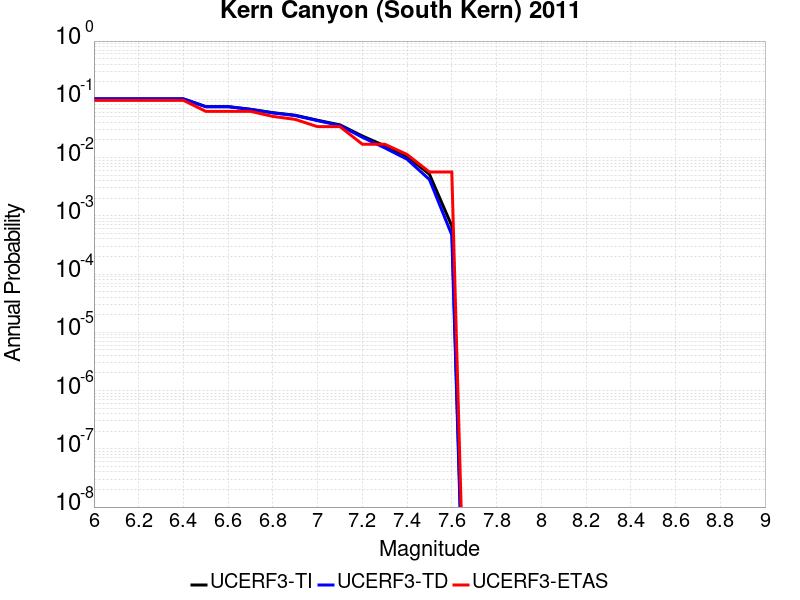 Kern Canyon (South Kern) 2011
10^0
10^-1
10^-2
10^-3
10^-4
10^-5
10^-6
10^-7
10^-8
Annual Probability
6 6.2 6.4 6.6 6.8 7 7.2 7.4 7.6 7.8 8 8.2 8.4 8.6 8.8 9
Magnitude
UCERF3-TI UCERF3-TD UCERF3-ETAS